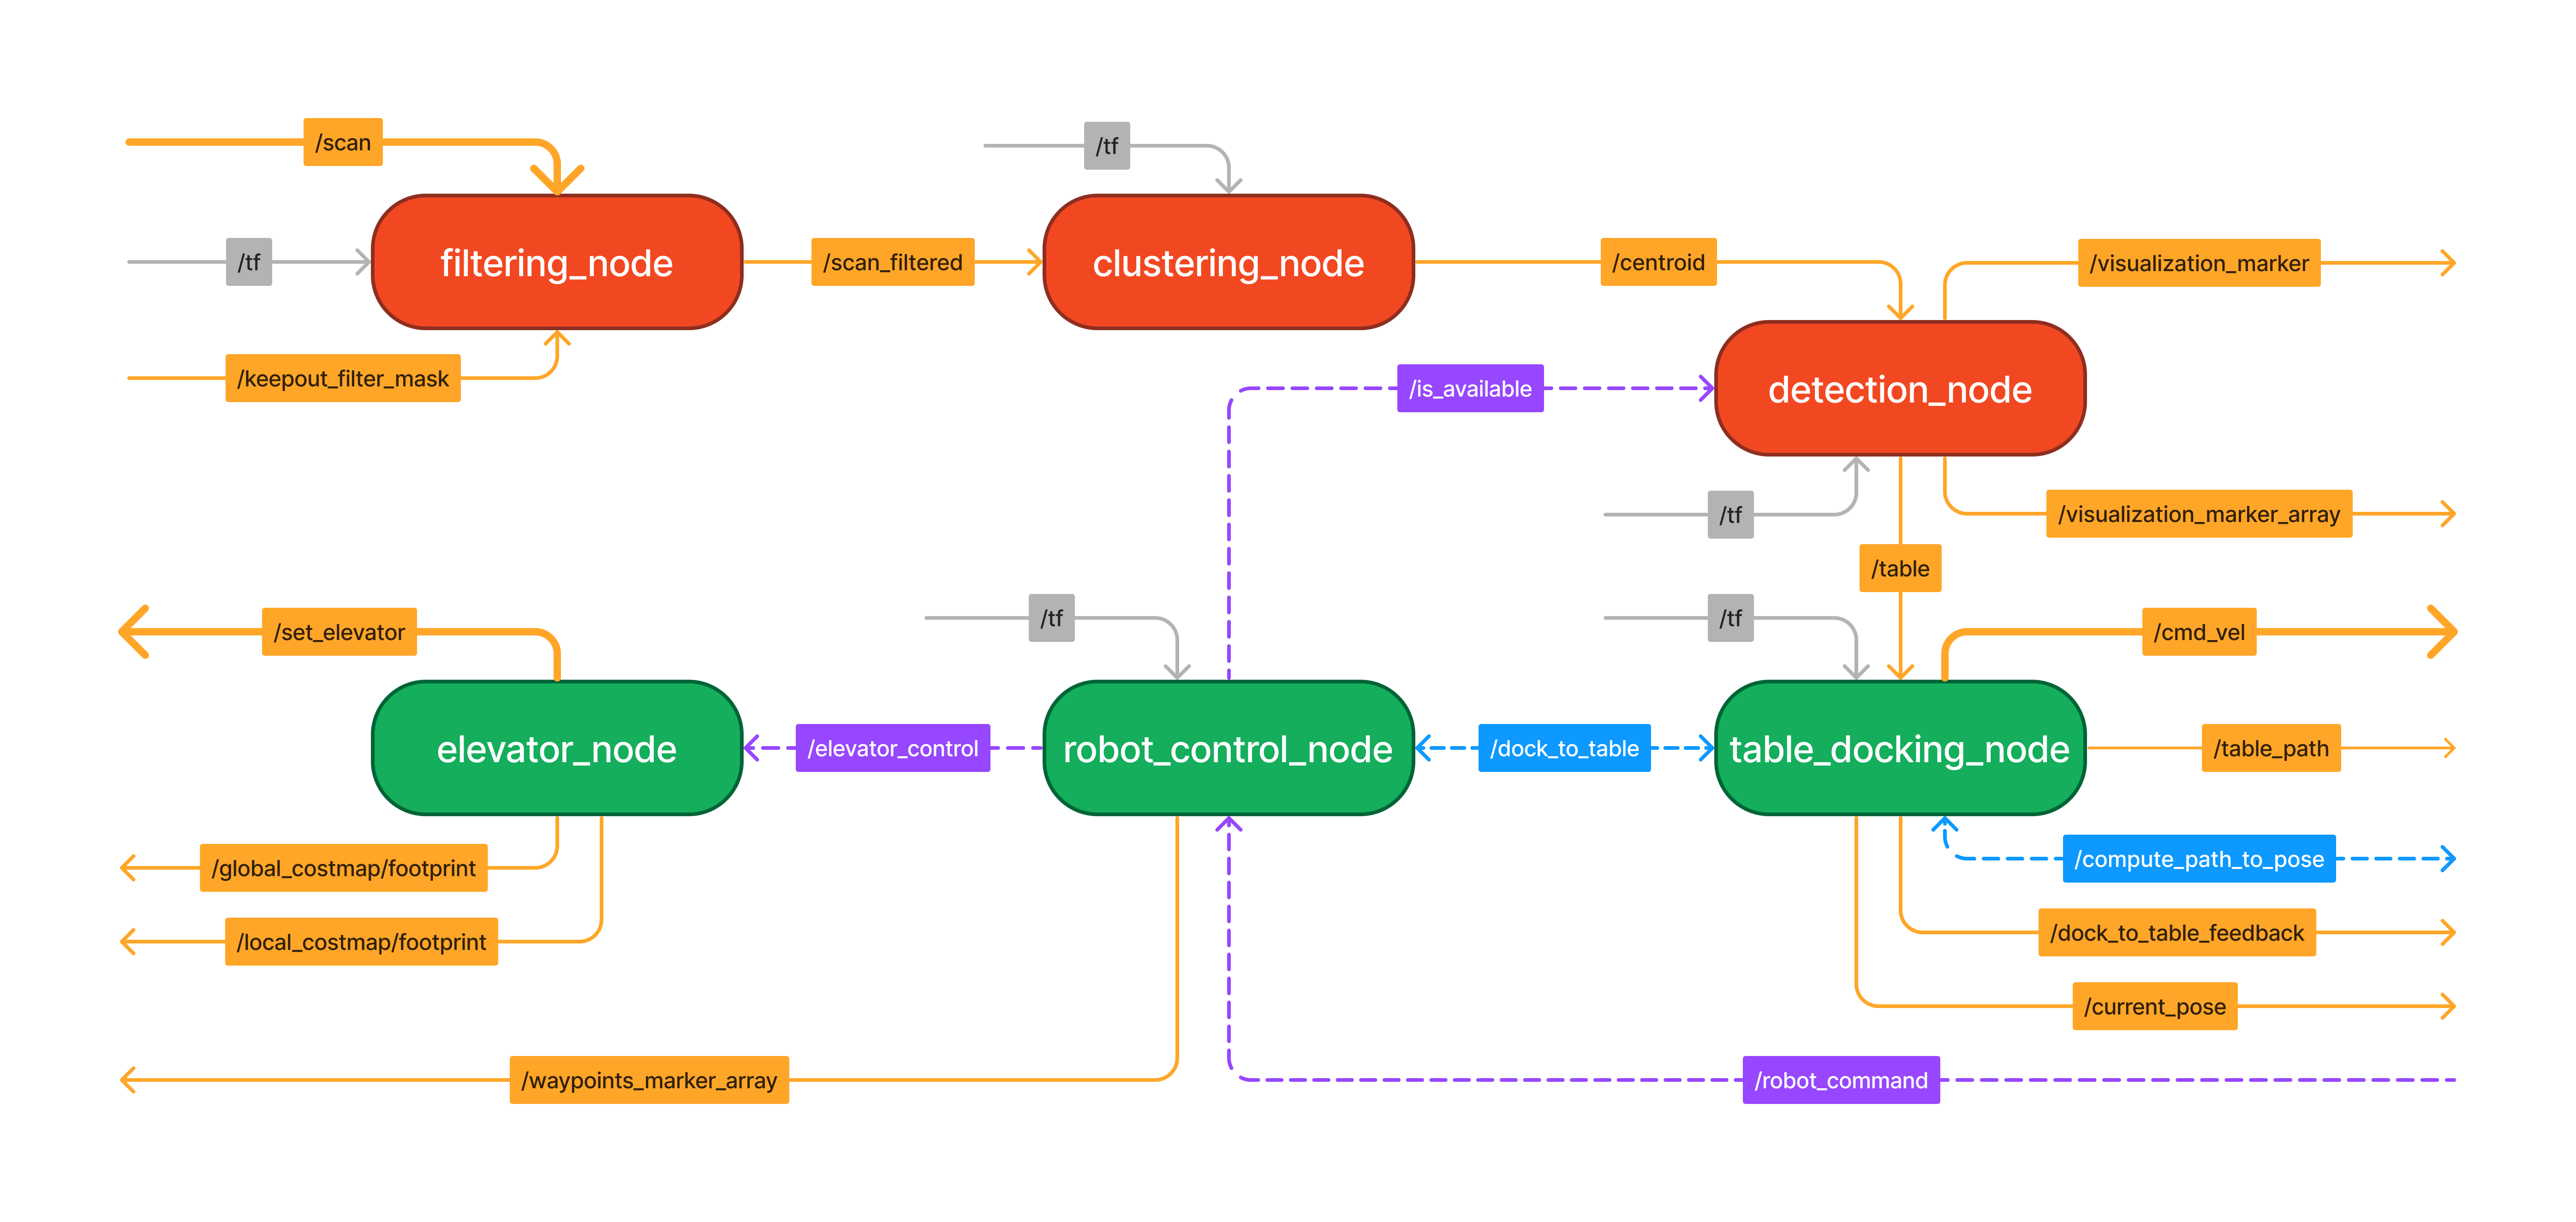 /scan
/tf
/tf
filtering_node
/scan_filtered
clustering_node
/centroid
/visualization_marker
/keepout_filter_mask
/is_available
detection_node
/tf
/visualization_marker_array
/table
/set_elevator
/tf
/tf
/cmd_vel
elevator_node
/elevator_control
robot_control_node
/dock_to_table
table_docking_node
/table_path
/global_costmap/footprint
/compute_path_to_pose
/local_costmap/footprint
/dock_to_table_feedback
/current_pose
/waypoints_marker_array
/robot_command